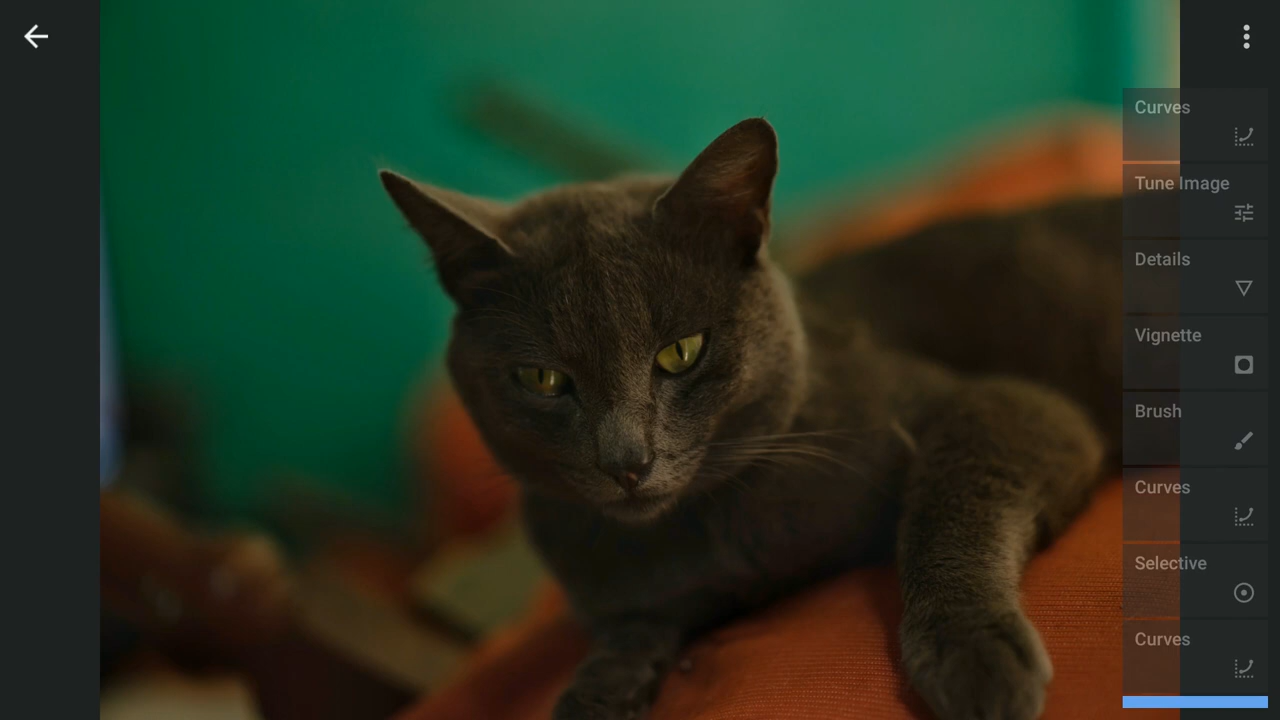 Curves
Tune Image
Details
Vignette
Brush
Curves
Selective
Curves